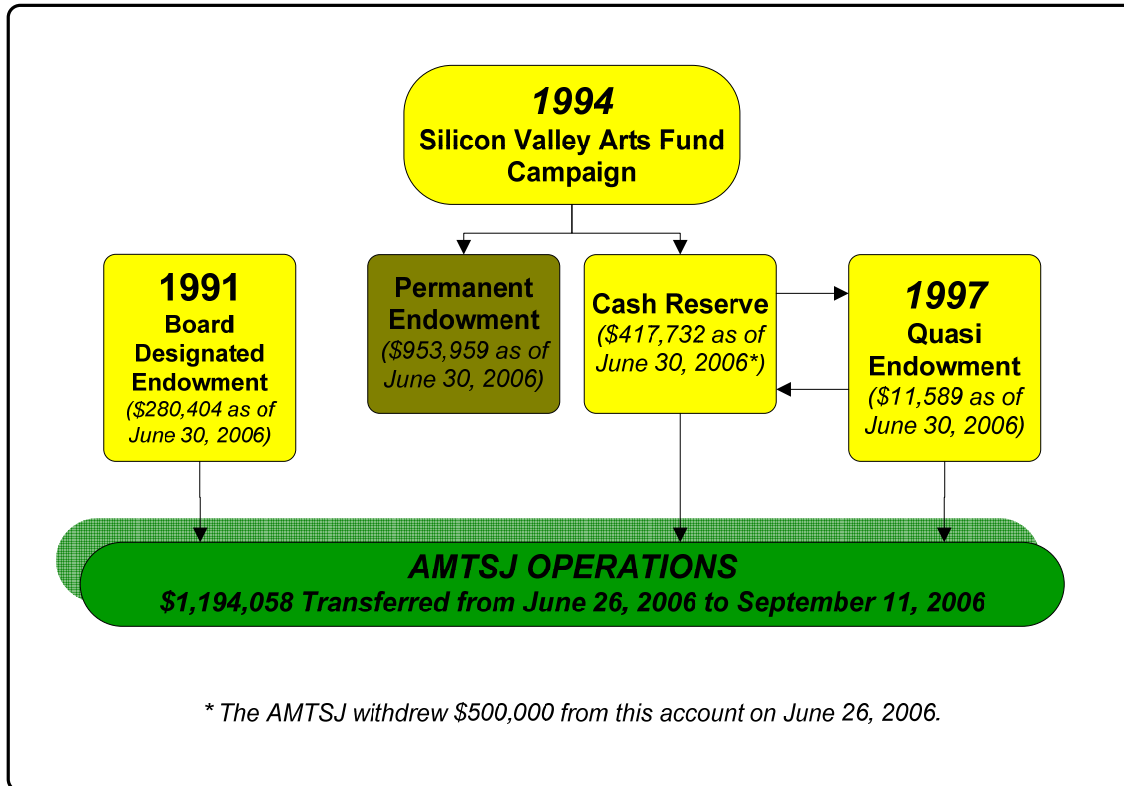 1994
Silicon Valley Arts Fund
Campaign
1991
Board
Designated
Endowment
($280,404 as of
June 30, 2006)
Permanent
Endowment
($953,959 as of
June 30, 2006)
Cash Reserve
($417,732 as of
June 30, 2006*)
1997
Quasi
Endowment
($11,589 as of
June 30, 2006)
AMTSJ OPERATIONS
$1,194,058 Transferred from June 26, 2006 to September 11, 2006
* The AMTSJ withdrew $500,000 from this account on June 26, 2006.